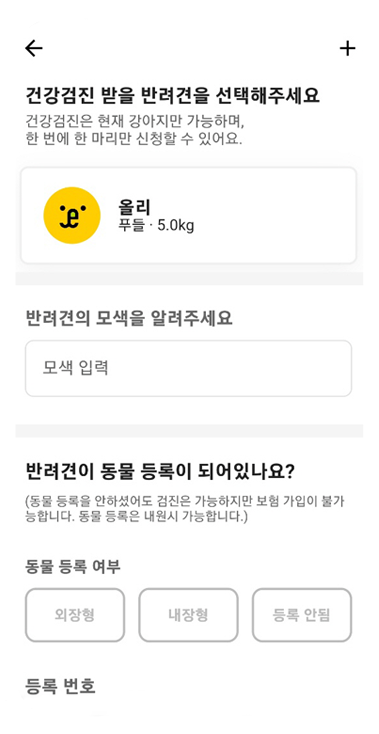 건강검진 받을 반려견을 선택해주세요
건강검진은 현재 강아지만 가능하며,
한 번에 한 마리만 신청할 수 있어요.
올리
푸들 · 5.0kg
반려견의 모색을 알려주세요
모색 입력
반려견이 동물 등록이 되어있나요?
(동물 등록을 안하셨어도 검진은 가능하지만 보험 가입이 불가
능합니다. 동물 등록은 내원시 가능합니다.)
동물 등록 여부
외장형 내장형 등록 안됨
등록 번호